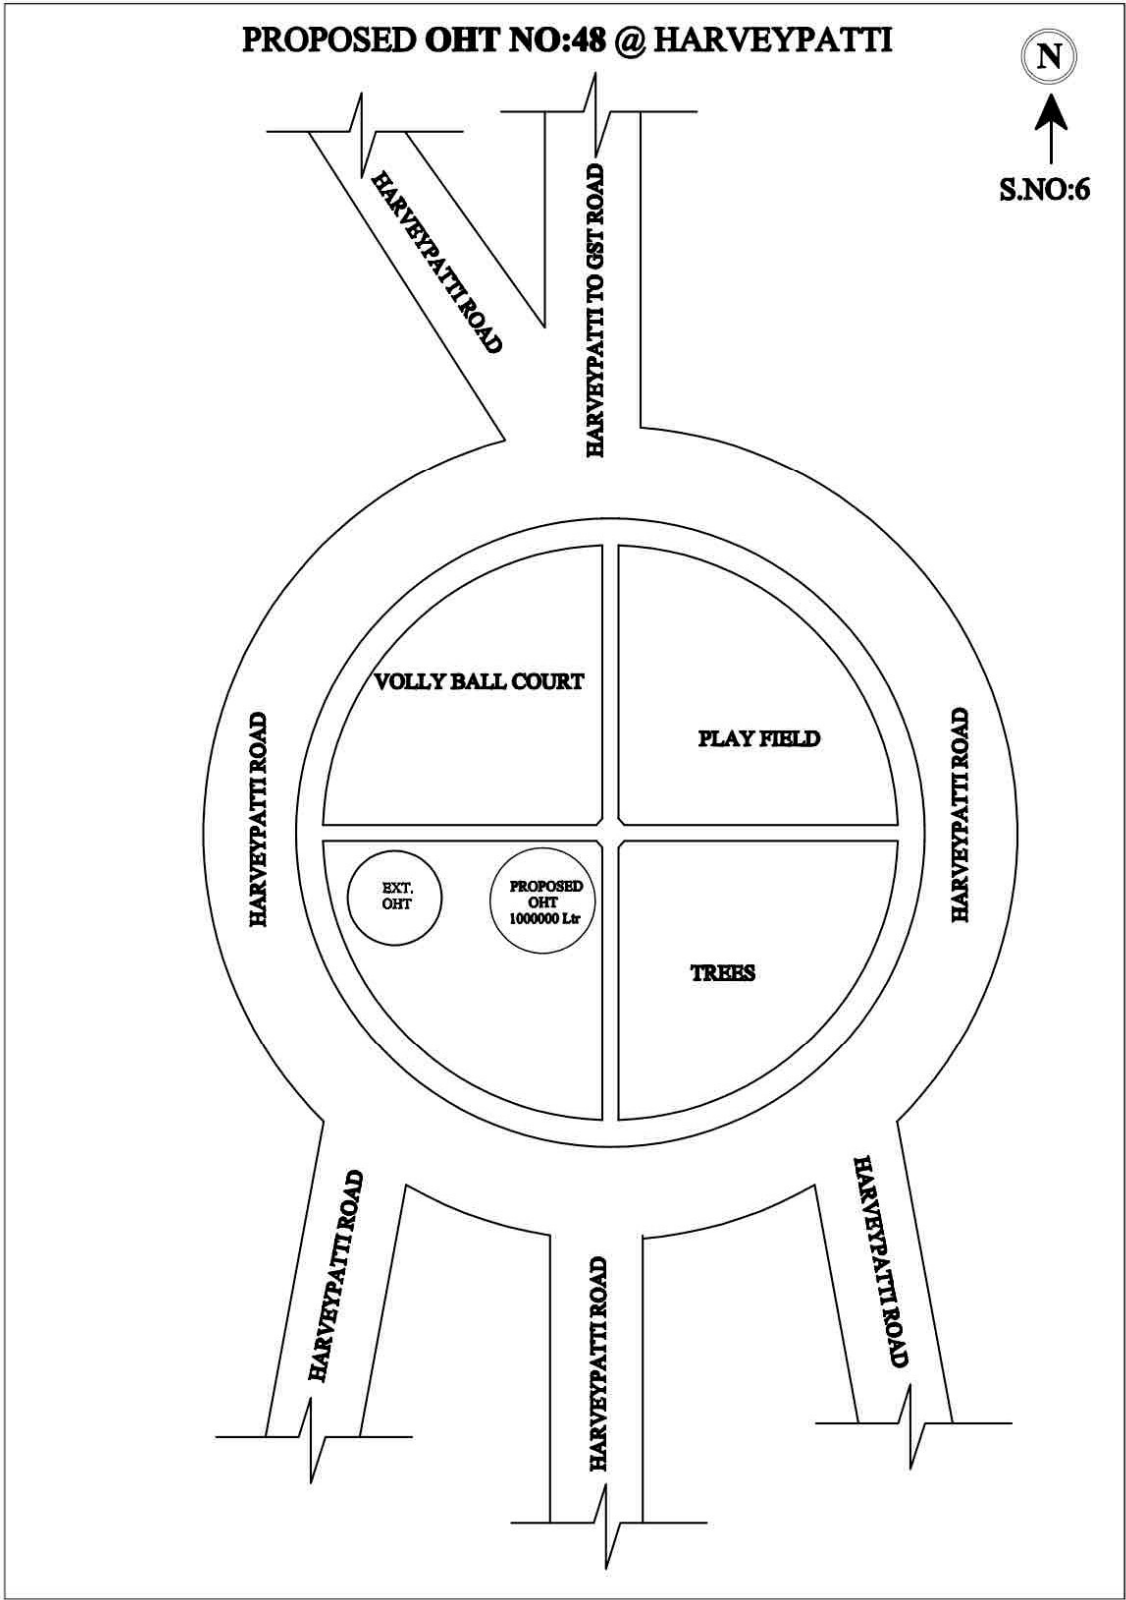 PROPOSED OHT NO:48 @ HARVEYPATTI
N
S.NO:6
HARVEYPATTI ROAD
HARVEYPATTI TO GST ROAD
VOLLY BALL COURT
PLAY FIELD
HARVEYPATTI ROAD
HARVEYPATTI ROAD
EXT.
OHT
PROPOSED
OHT
1000000 Ltr
TREES
HARVEYPATTI ROAD
HARVEYPATTI ROAD
HARVEYPATTI ROAD